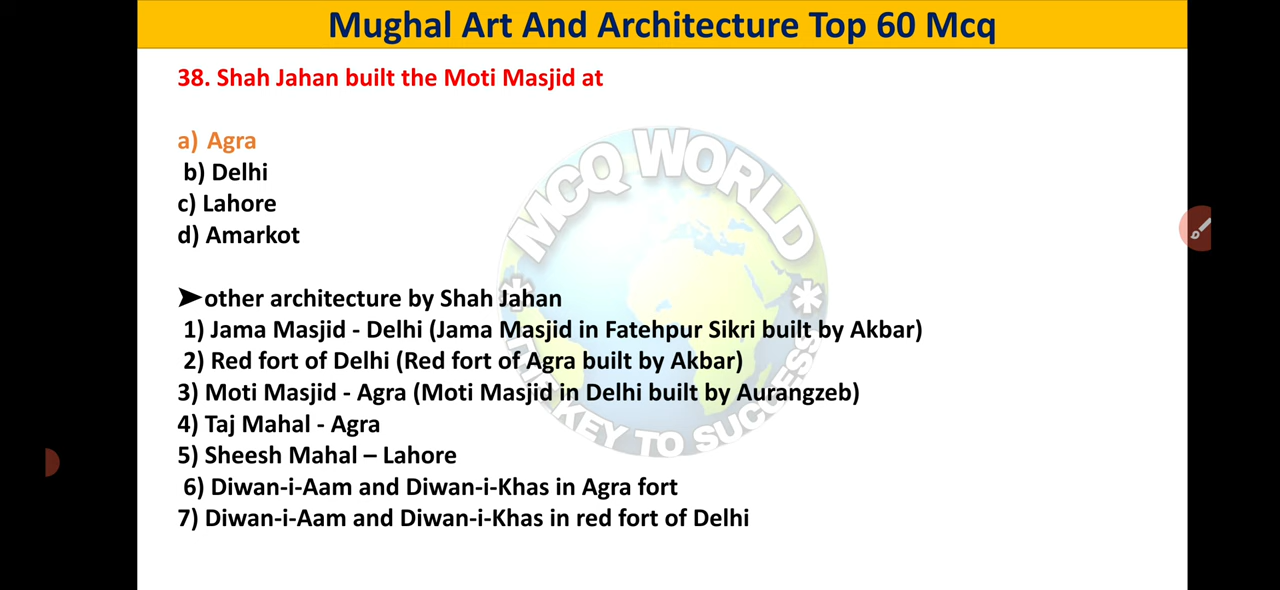 Mughal Art And Architecture Top 60 Mcq
38. Shah Jahan built the Moti Masjid at
a) Agra
b) Delhi
c) Lahore
d) Amarkot
➤other architecture by Shah Jahan
1) Jama Masjid - Delhi (Jama Masjid in Fatehpur Sikri built by Akbar)
2) Red fort of Delhi (Red fort of Agra built by Akbar)
3) Moti Masjid - Agra (Moti Masjid in Delhi built by Aurangzeb)
4) Taj Mahal - Agra
5) Sheesh Mahal – Lahore
6) Diwan-i-Aam and Diwan-i-Khas in Agra fort
7) Diwan-i-Aam and Diwan-i-Khas in red fort of Delhi
MCQ WORLD
KEY TO SUCCESS